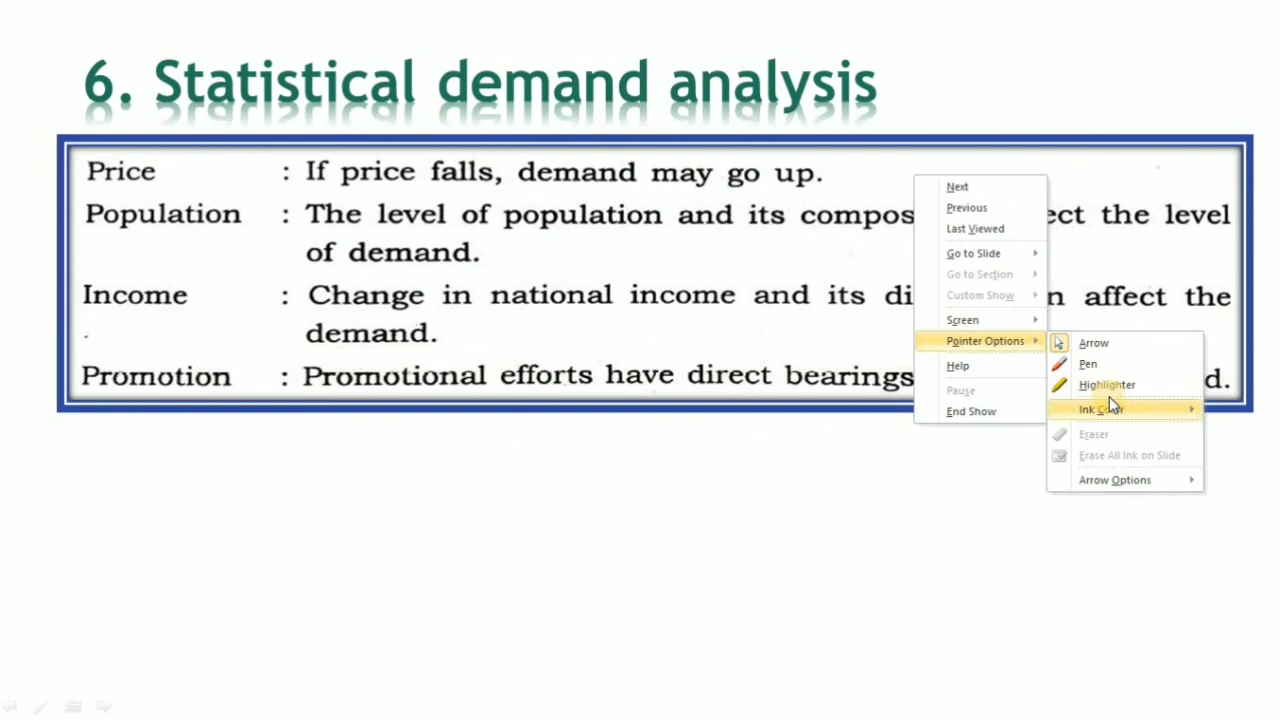 6. Statistical demand analysis
Price : If price falls, demand may go up.
Population : The level of population and its compos ect the level
of demand.
Income : Change in national income and its di n affect the
demand.
Promotion : Promotional efforts have direct bearings d.
Next
Previous
Last Viewed
Go to Slide
Go to Section
Custom Show
Screen
Pointer Options
Help
Pause
End Show
Arrow
Pen
Highlighter
Ink Color
Eraser
Erase All Ink on Slide
Arrow Options